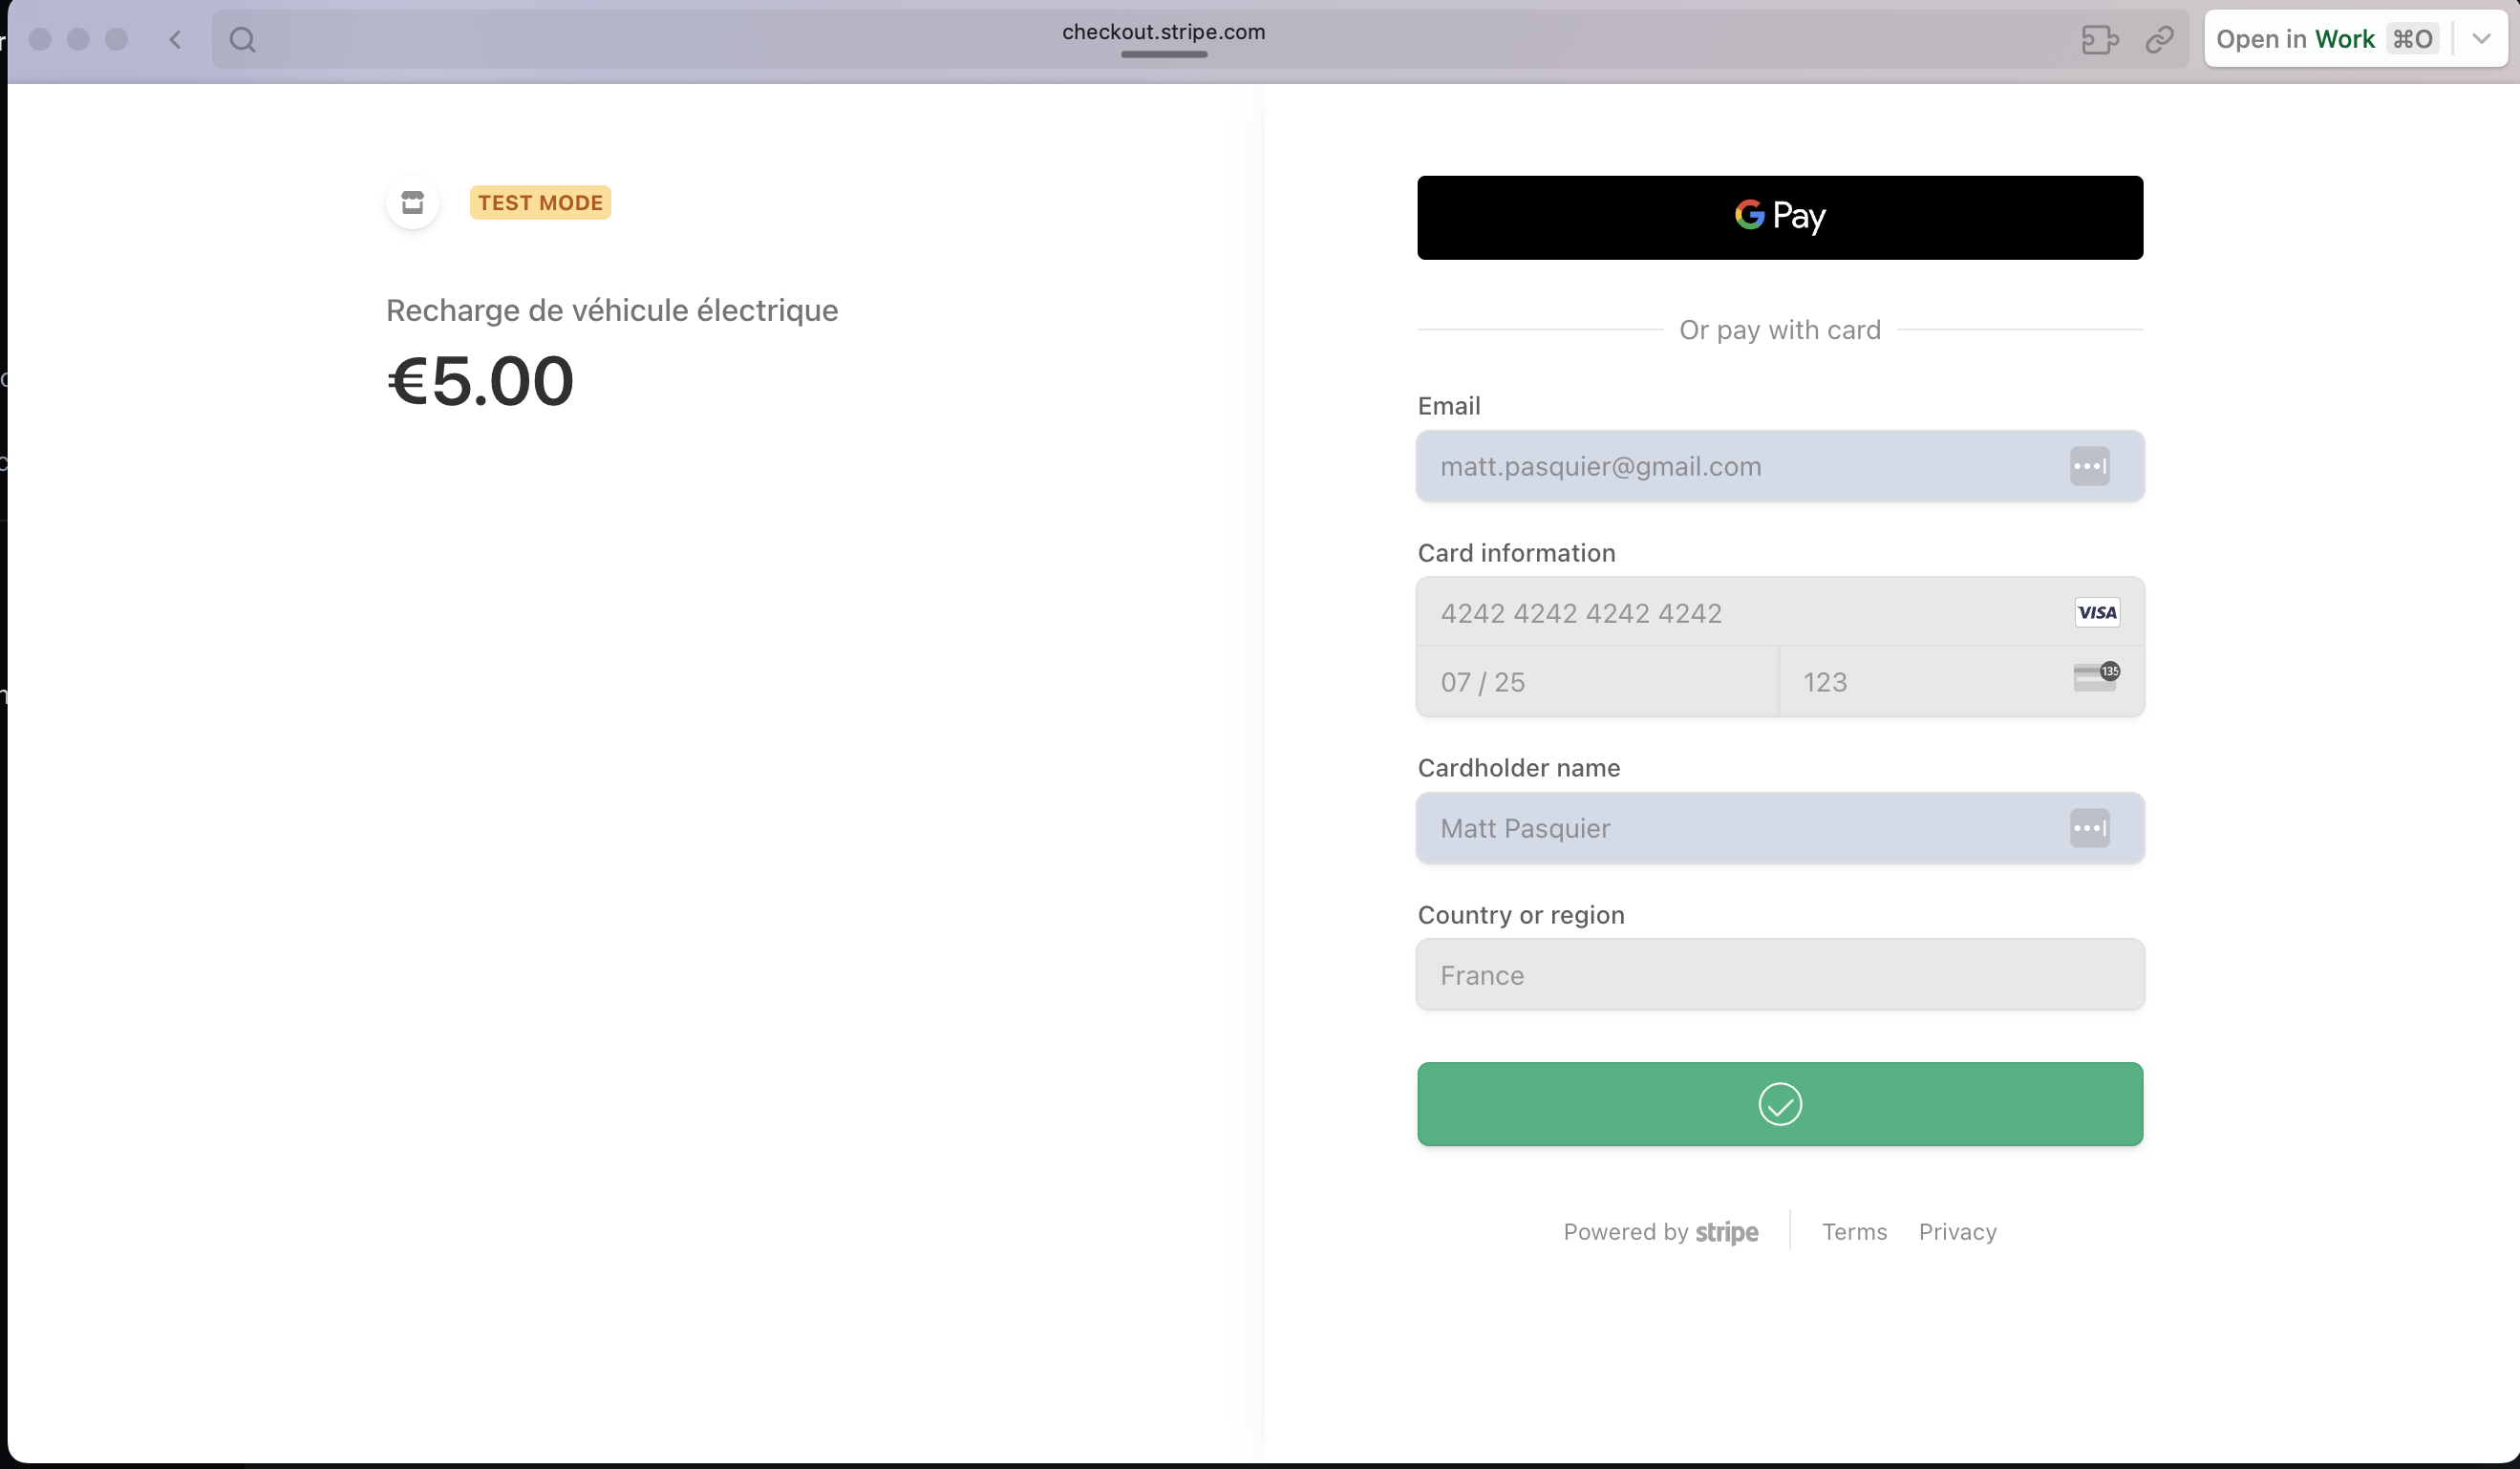 checkout.stripe.com
Open in Work ⌘O
TEST MODE
Recharge de véhicule électrique
€5.00
G Pay
Or pay with card
Email
matt.pasquier@gmail.com
Card information
4242 4242 4242 4242
VISA
07 / 25
123
135
Cardholder name
Matt Pasquier
Country or region
France
Powered by stripe
Terms
Privacy